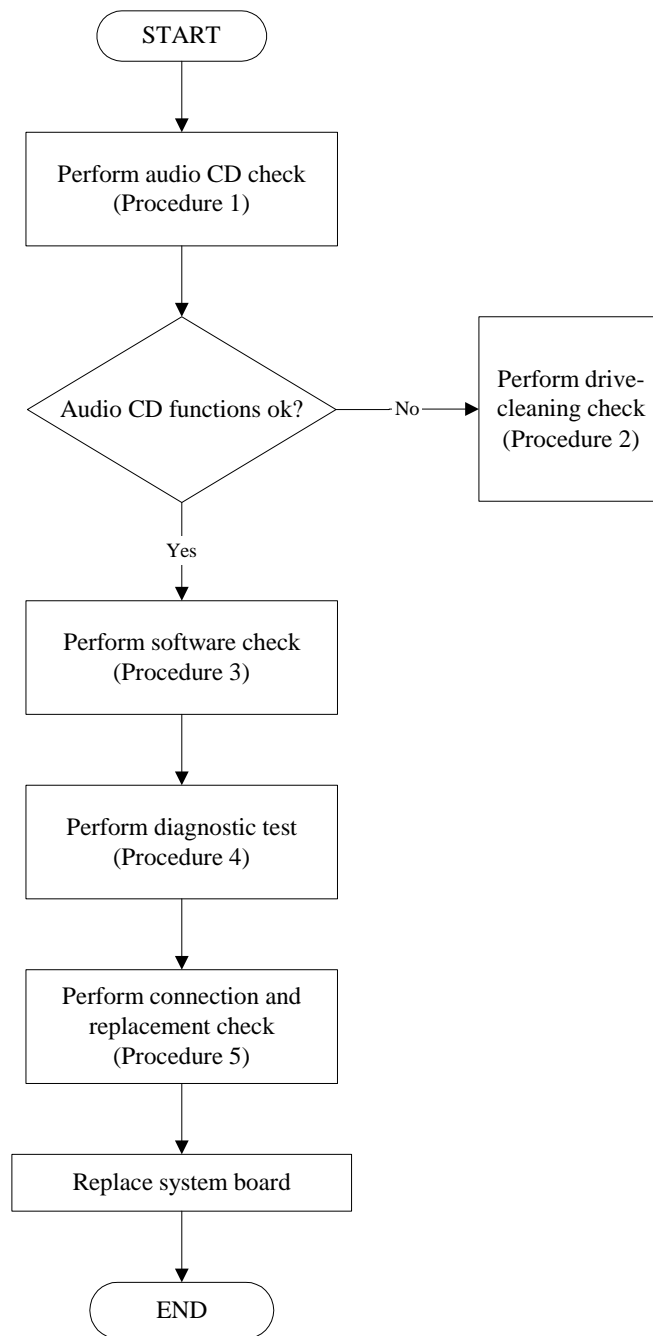 START
Perform audio CD check
(Procedure 1)
Audio CD functions ok?
No
Perform drive-
cleaning check
(Procedure 2)
Yes
Perform software check
(Procedure 3)
Perform diagnostic test
(Procedure 4)
Perform connection and
replacement check
(Procedure 5)
Replace system board
END